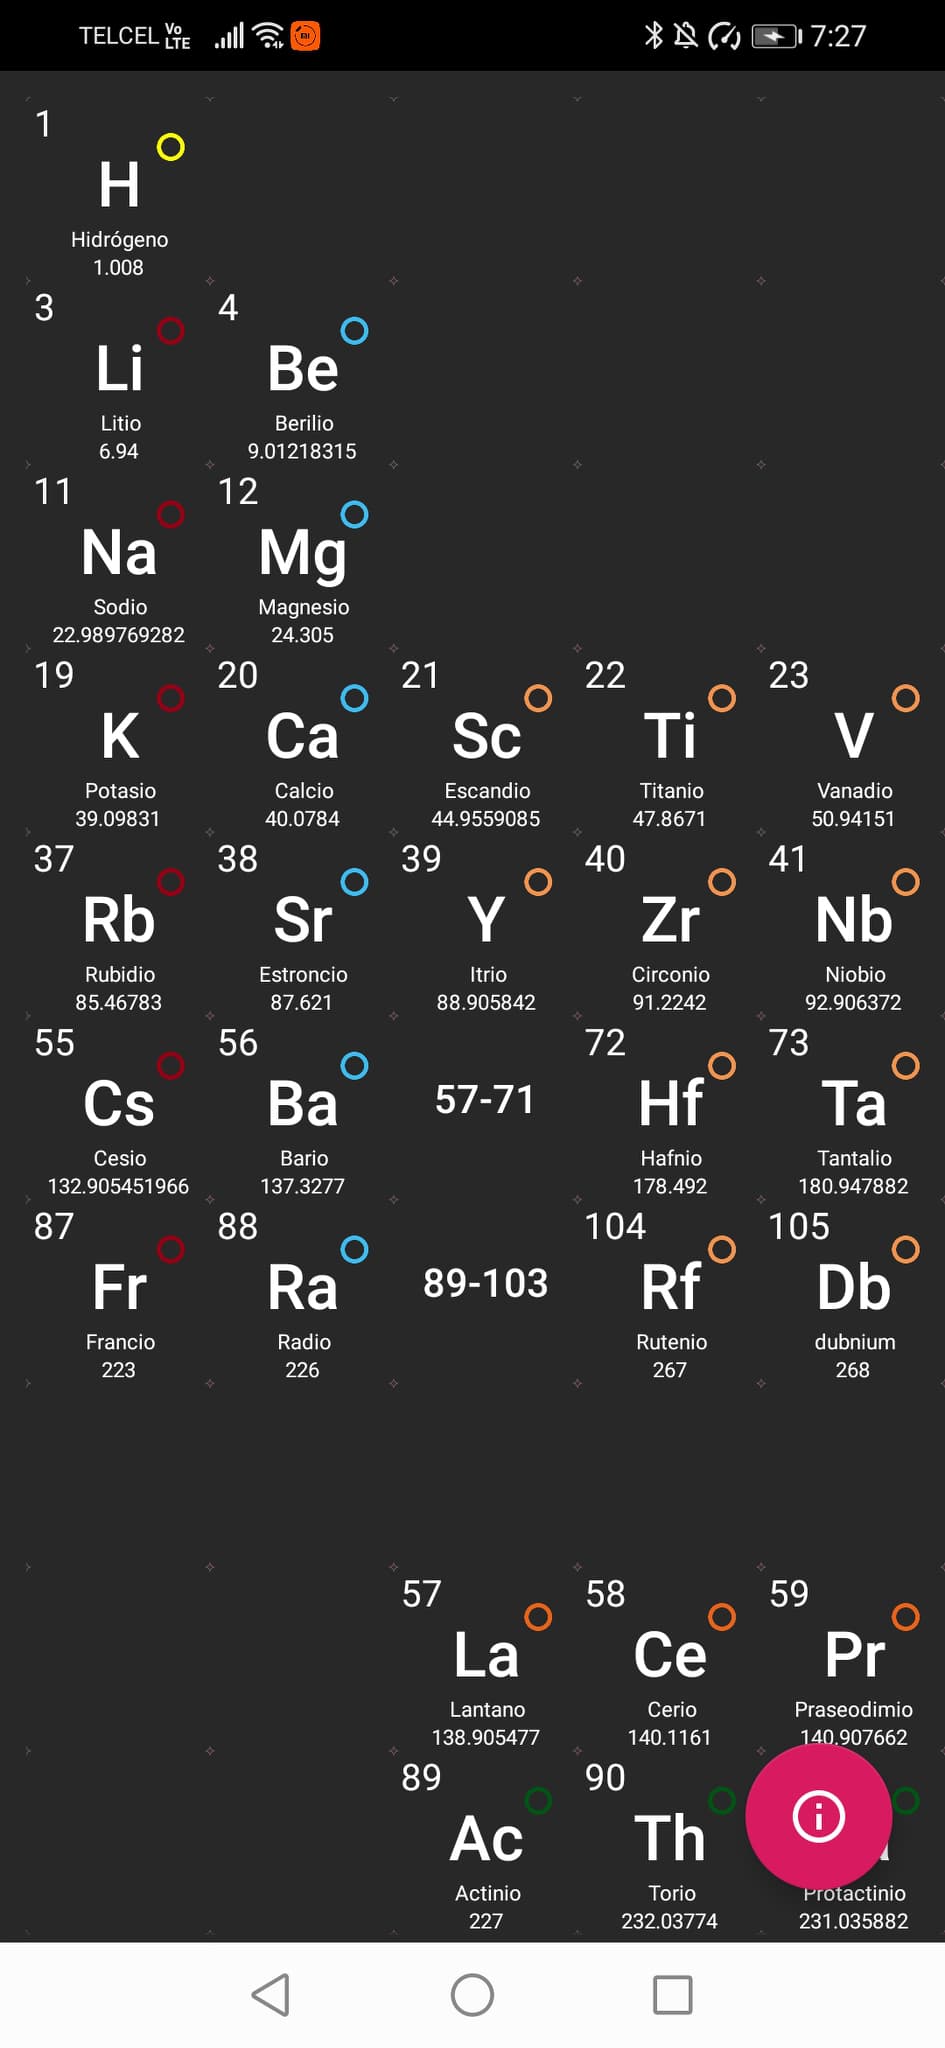 TELCEL Vo LTE 7:27
1
H
Hidrógeno
1.008
3 4
Li Be
Litio Berilio
6.94 9.01218315
11 12
Na Mg
Sodio Magnesio
22.989769282 24.305
19 20 21 22 23
K Ca Sc Ti V
Potasio Calcio Escandio Titanio Vanadio
39.09831 40.0784 44.9559085 47.8671 50.94151
37 38 39 40 41
Rb Sr Y Zr Nb
Rubidio Estroncio Itrio Circonio Niobio
85.46783 87.621 88.905842 91.2242 92.906372
55 56 72 73
Cs Ba 57-71 Hf Ta
Cesio Bario Hafnio Tantalio
132.905451966 137.3277 178.492 180.947882
87 88 104 105
Fr Ra 89-103 Rf Db
Francio Radio Rutenio dubnium
223 226 267 268
57 58 59
La Ce Pr
Lantano Cerio Praseodimio
138.905477 140.1161 140.907662
89 90
Ac Th
Actinio Torio Protactinio
227 232.03774 231.035882